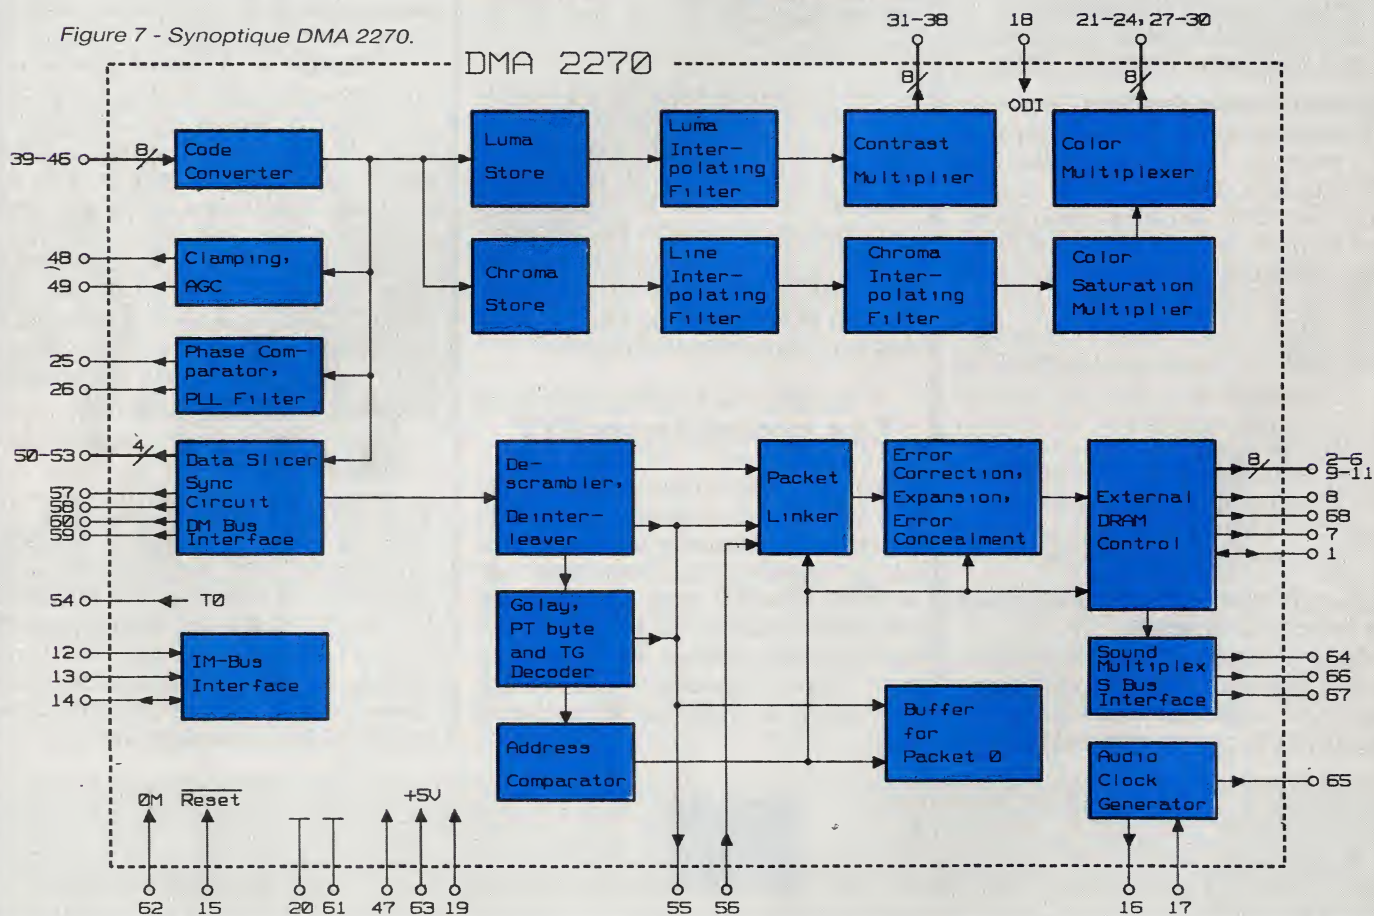 Figure 7 - Synoptique DMA 2270.
DMA 2270
31-38
18
21-24, 27-30
8
8
ODI
39-46
8
Code
Converter
Luma
Store
Luma
Inter-
polating
Filter
Contrast
Multiplier
Color
Multiplexer
48
49
Clamping,
AGC
Chroma
Store
Line
Inter-
polating
Filter
Chroma
Inter-
polating
Filter
Color
Saturation
Multiplier
25
26
Phase Com-
parator,
PLL Filter
50-53
4
57
58
60
59
Data Slicer
Sync
Circuit
DM Bus
Interface
De-
scrambler,
Deinter-
leaver
Packet
Linker
Error
Correction,
Expansion,
Error
Concealment
External
DRAM
Control
8
2-6
9-11
8
68
7
1
54
T0
Golay,
PT byte
and TG
Decoder
12
13
14
IM-Bus
Interface
Sound
Multiplex
S Bus
Interface
64
66
67
Address
Comparator
Buffer
for
Packet 0
Audio
Clock
Generator
65
ØM
Reset
+5V
62
15
20
61
47
63
19
55
56
16
17